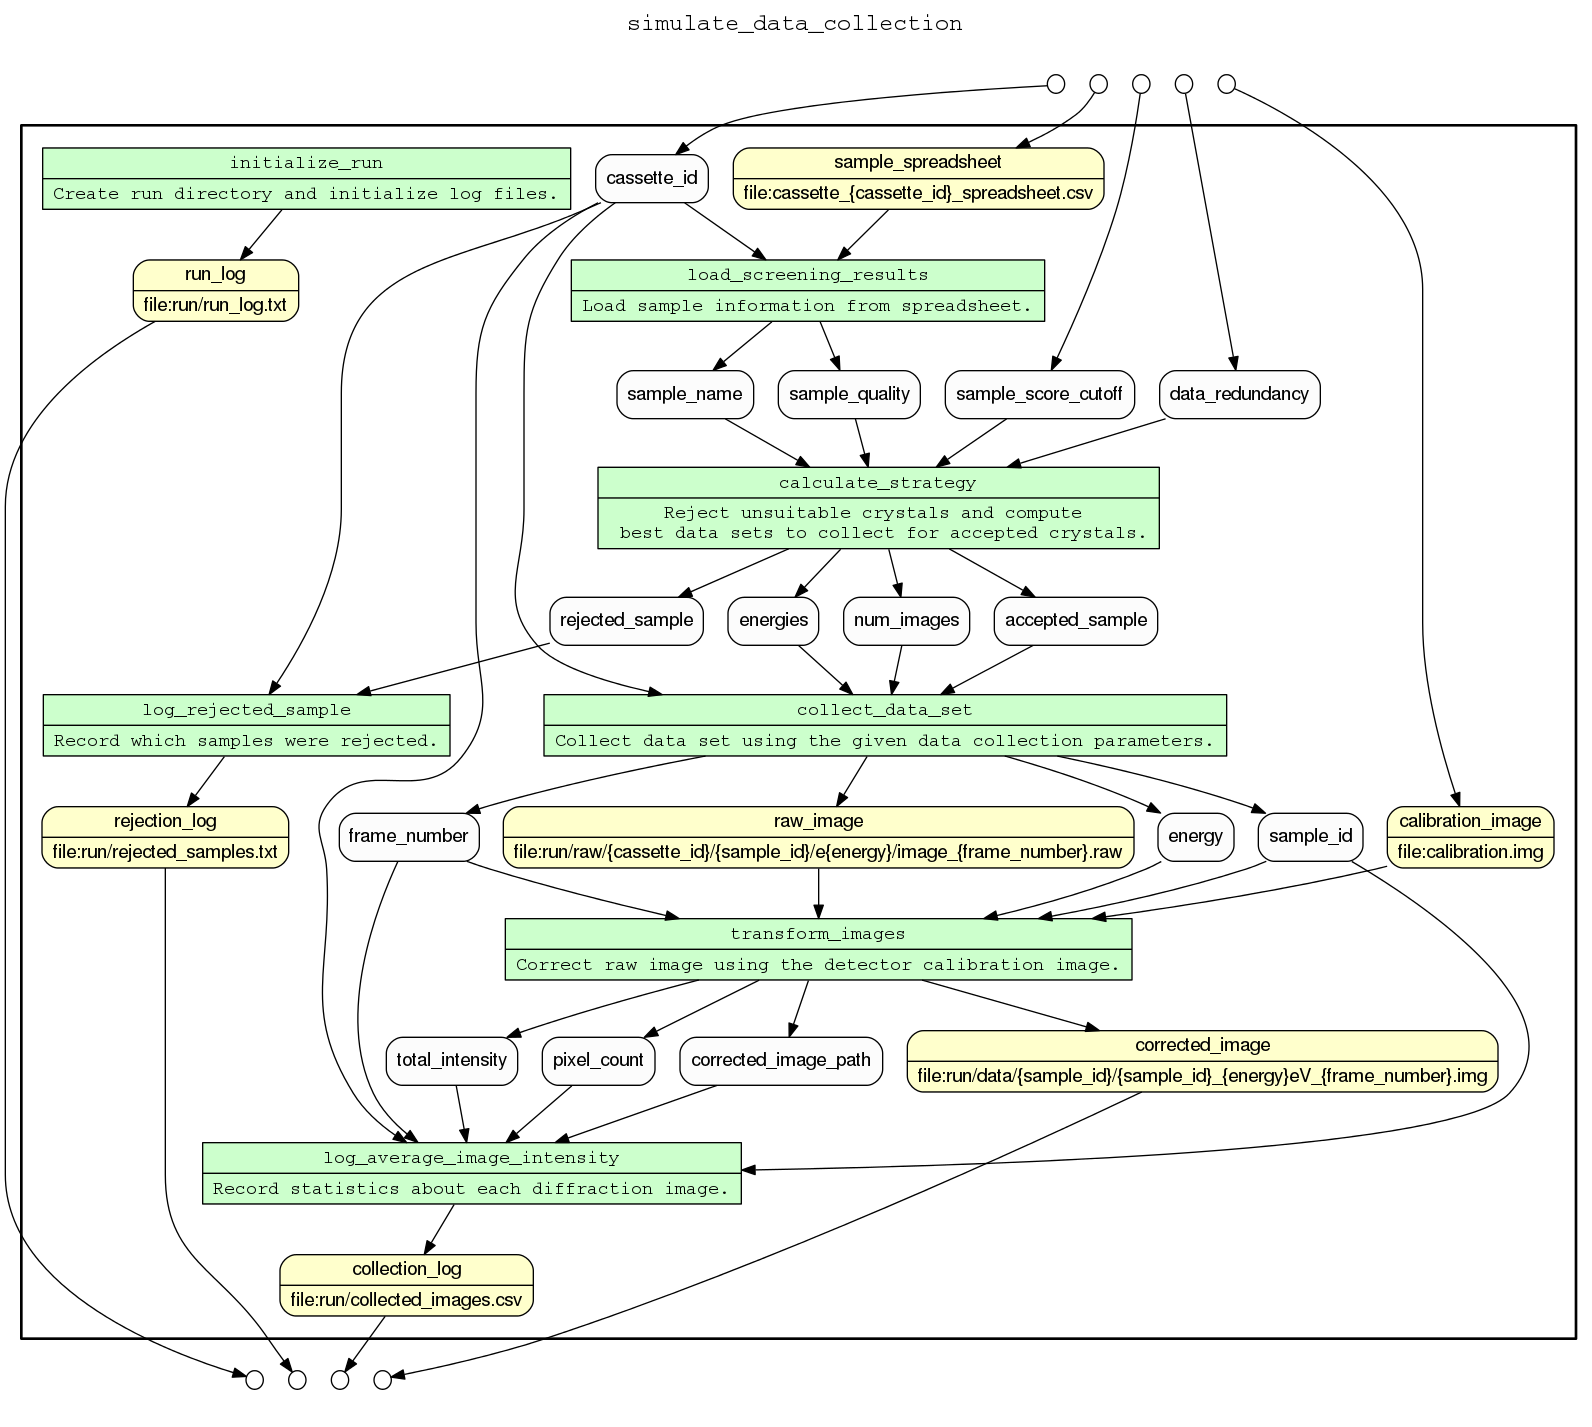 simulate_data_collection
initialize_run
Create run directory and initialize log files.
cassette_id
sample_spreadsheet
file:cassette_{cassette_id}_spreadsheet.csv
run_log
file:run/run_log.txt
load_screening_results
Load sample information from spreadsheet.
sample_name
sample_quality
sample_score_cutoff
data_redundancy
calculate_strategy
Reject unsuitable crystals and compute
best data sets to collect for accepted crystals.
rejected_sample
energies
num_images
accepted_sample
log_rejected_sample
Record which samples were rejected.
collect_data_set
Collect data set using the given data collection parameters.
rejection_log
file:run/rejected_samples.txt
frame_number
raw_image
file:run/raw/{cassette_id}/{sample_id}/e{energy}/image_{frame_number}.raw
energy
sample_id
calibration_image
file:calibration.img
transform_images
Correct raw image using the detector calibration image.
total_intensity
pixel_count
corrected_image_path
corrected_image
file:run/data/{sample_id}/{sample_id}_{energy}eV_{frame_number}.img
log_average_image_intensity
Record statistics about each diffraction image.
collection_log
file:run/collected_images.csv